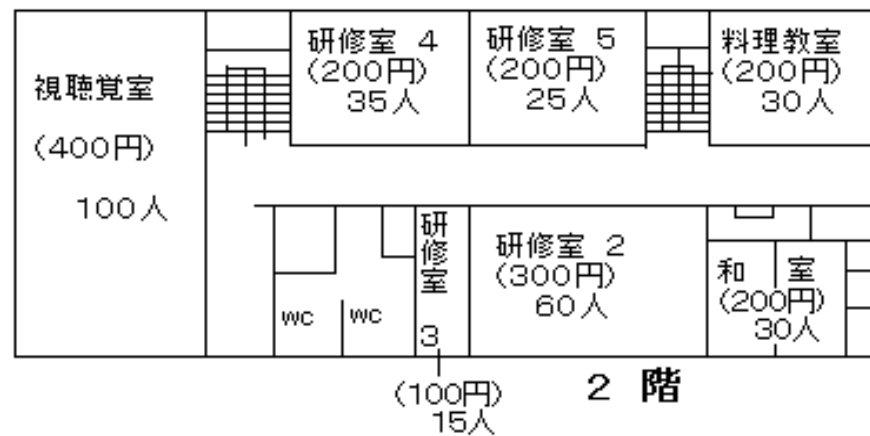 視聴覚室
(400円)
100人
研修室 4
(200円)
35人
研修室 5
(200円)
25人
料理教室
(200円)
30人
wc
wc
研修室 3
(100円)
15人
研修室 2
(300円)
60人
和 室
(200円)
30人
2 階